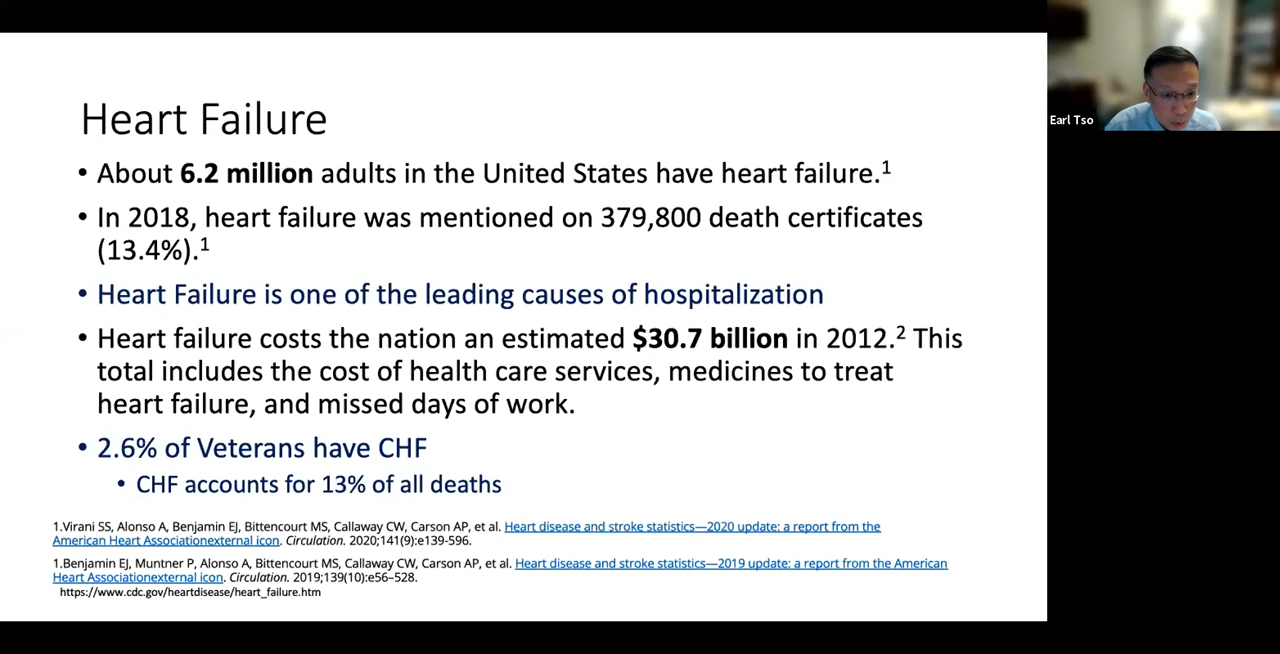 Heart Failure
• About 6.2 million adults in the United States have heart failure.1
• In 2018, heart failure was mentioned on 379,800 death certificates
(13.4%).1
• Heart Failure is one of the leading causes of hospitalization
• Heart failure costs the nation an estimated $30.7 billion in 2012.2 This
total includes the cost of health care services, medicines to treat
heart failure, and missed days of work.
• 2.6% of Veterans have CHF
• CHF accounts for 13% of all deaths
1.Virani SS, Alonso A, Benjamin EJ, Bittencourt MS, Callaway CW, Carson AP, et al. Heart disease and stroke statistics—2020 update: a report from the
American Heart Associationexternal icon. Circulation. 2020;141(9):e139-596.
1.Benjamin EJ, Muntner P, Alonso A, Bittencourt MS, Callaway CW, Carson AP, et al. Heart disease and stroke statistics—2019 update: a report from the American
Heart Associationexternal icon. Circulation. 2019;139(10):e56–528.
https://www.cdc.gov/heartdisease/heart_failure.htm
Earl Tso